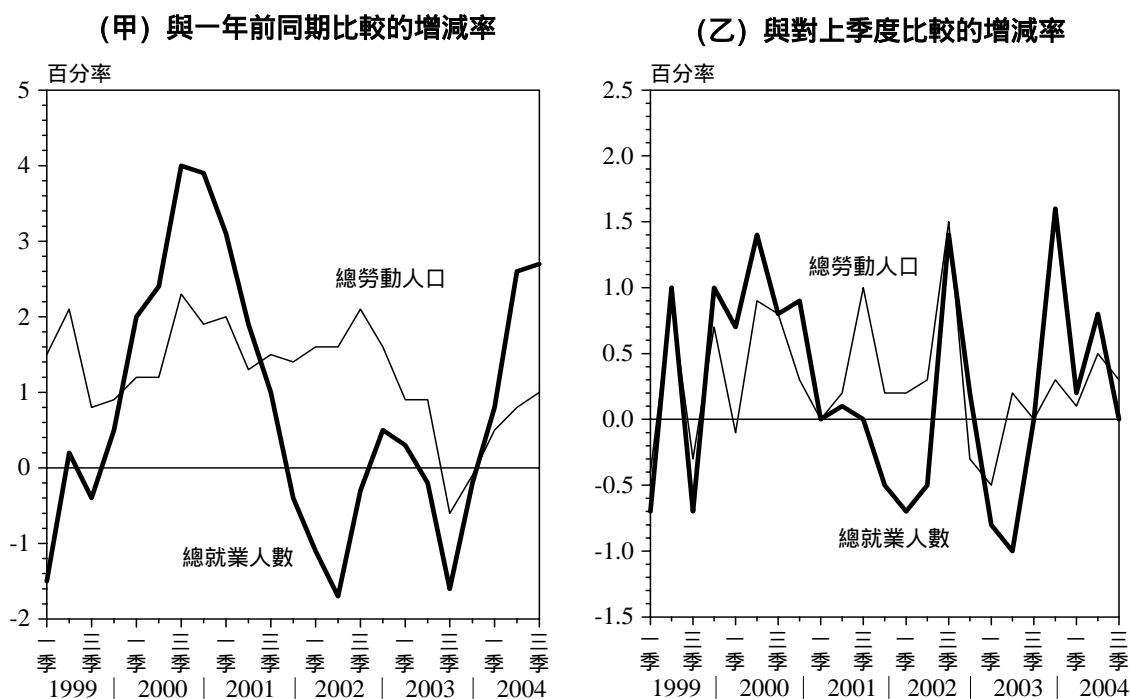 (甲) 與一年前同期比較的增減率
百分率
5
4
3
2
1
0
-1
-2
總勞動人口
總就業人數
一季 三季 一季 三季 一季 三季 一季 三季 一季 三季 一季 三季
1999 2000 2001 2002 2003 2004
(乙) 與對上季度比較的增減率
百分率
2.5
2.0
1.5
1.0
0.5
0.0
-0.5
-1.0
-1.5
總勞動人口
總就業人數
一季 三季 一季 三季 一季 三季 一季 三季 一季 三季 一季 三季
1999 2000 2001 2002 2003 2004